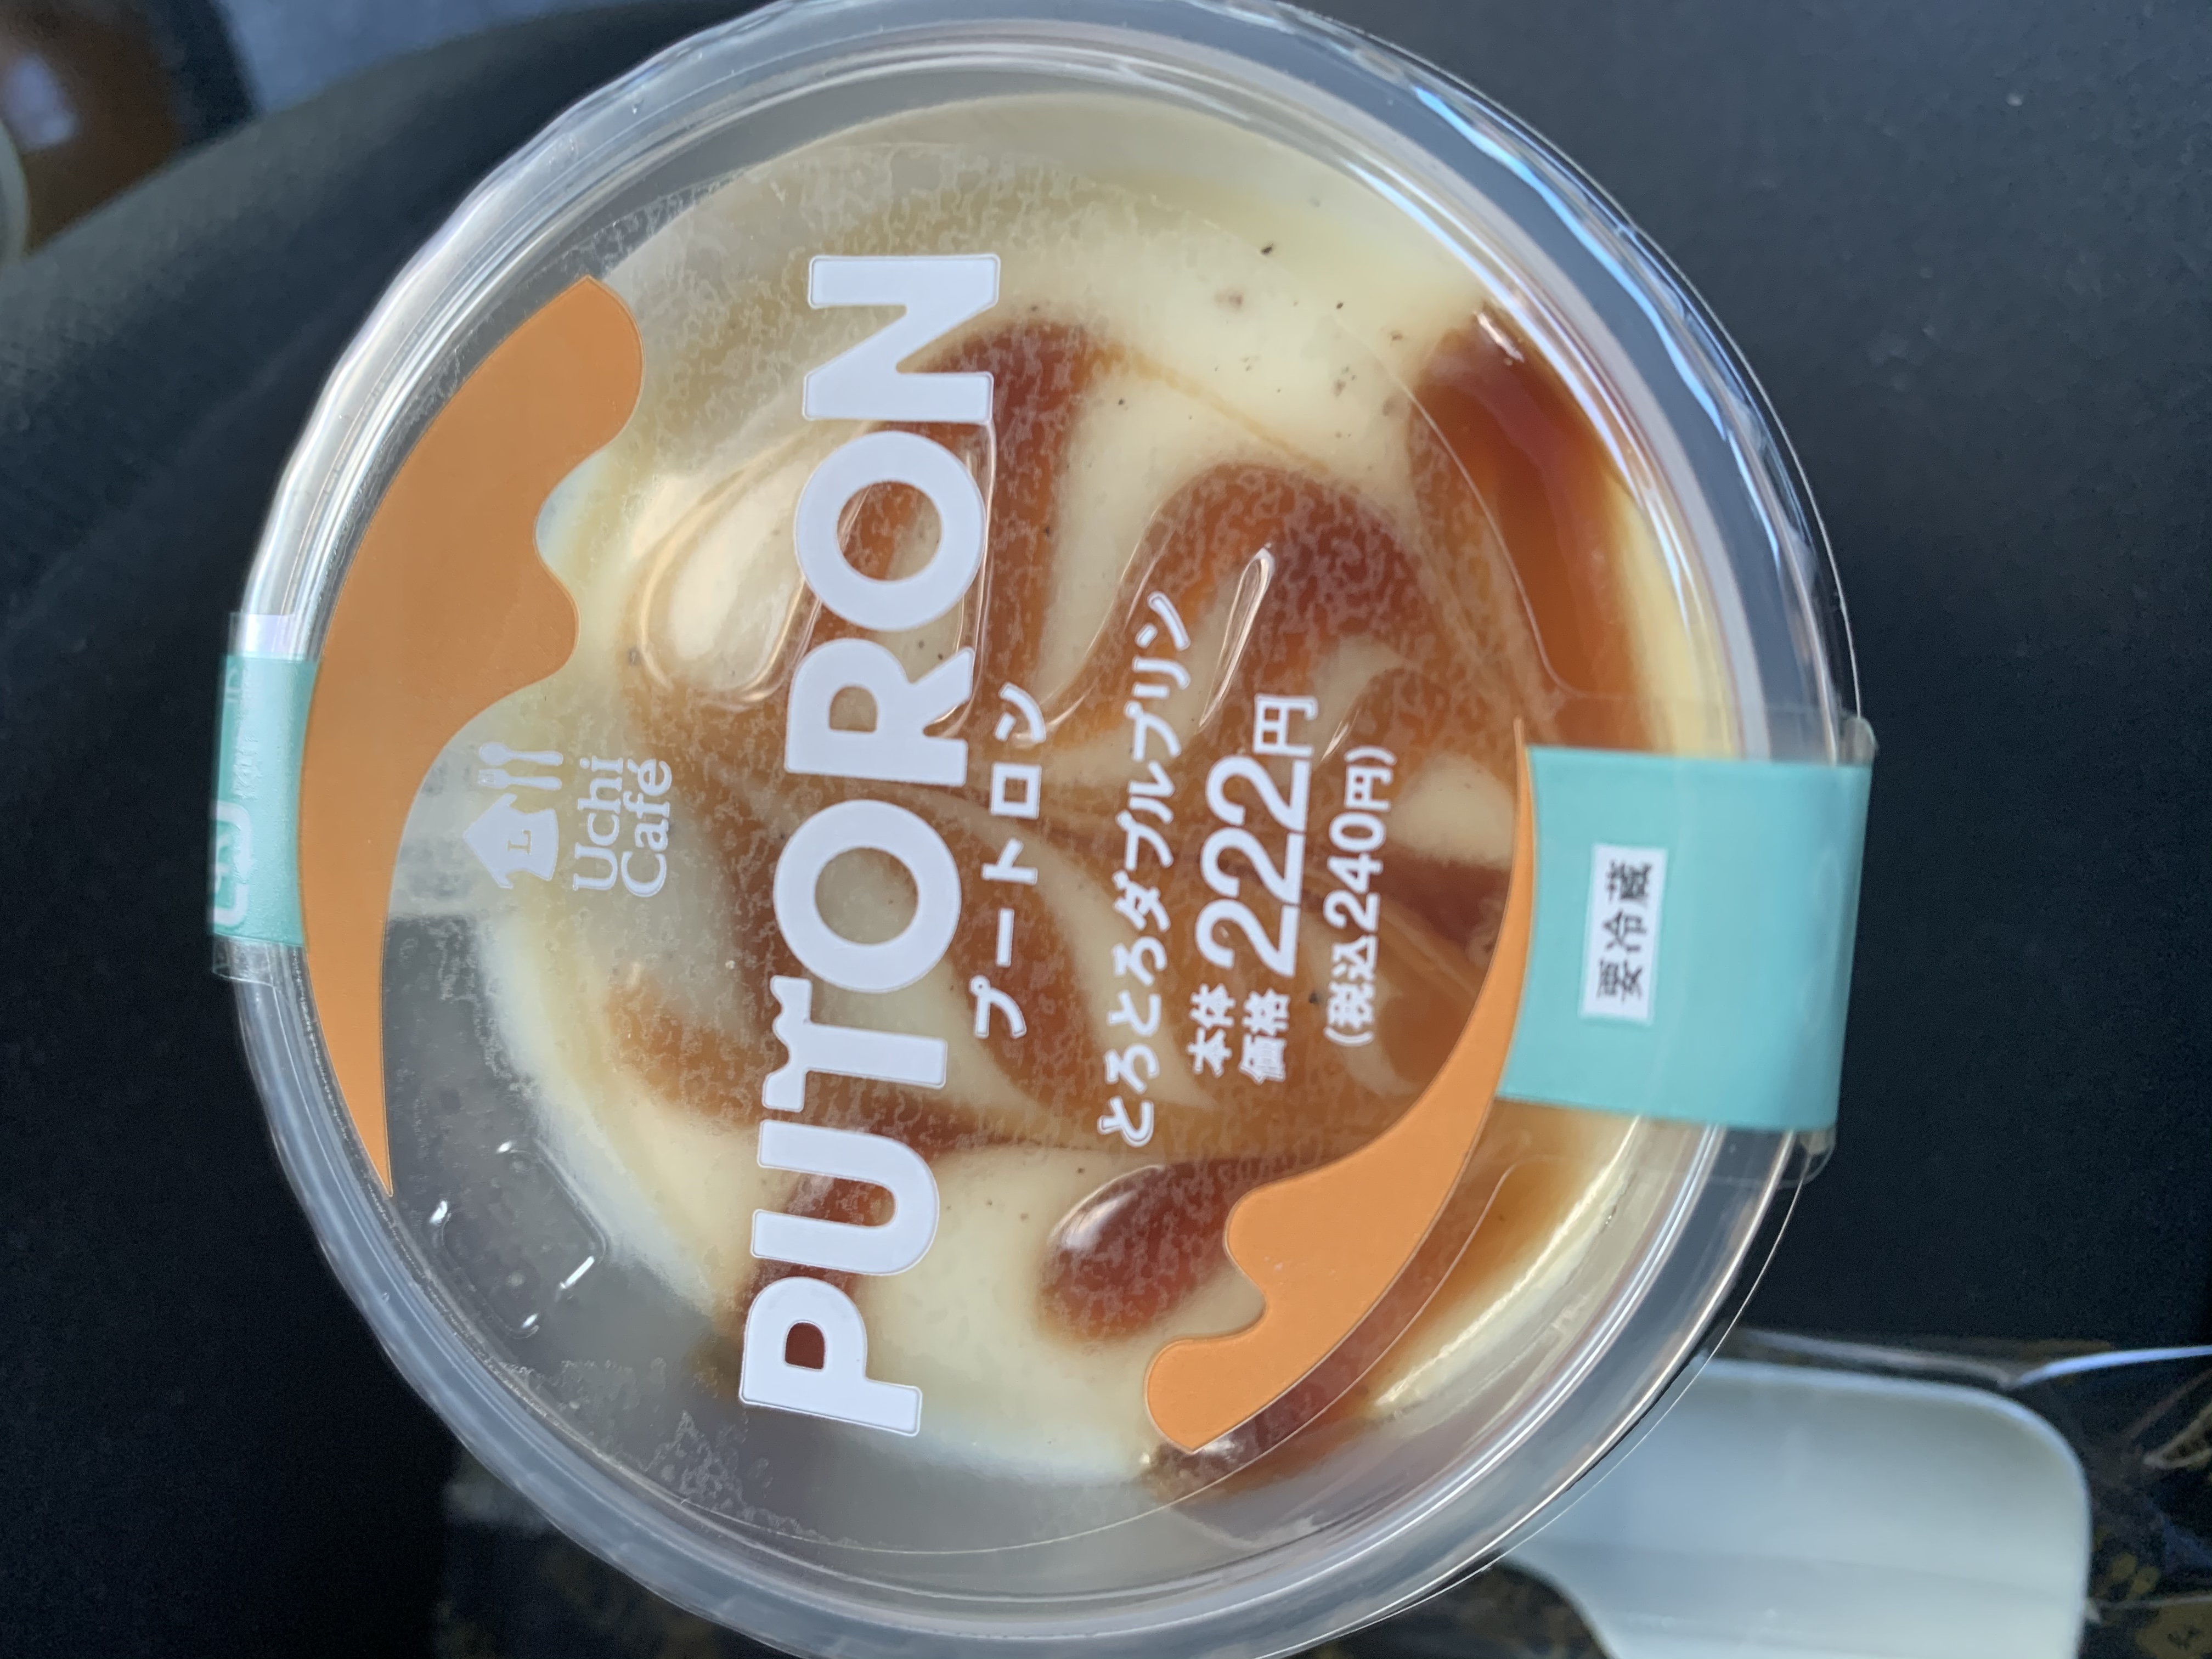 Uchi
Café
PUTORON
プートロン
とろとろダブルプリン
本体
価格
222円
(税込240円)
要冷蔵